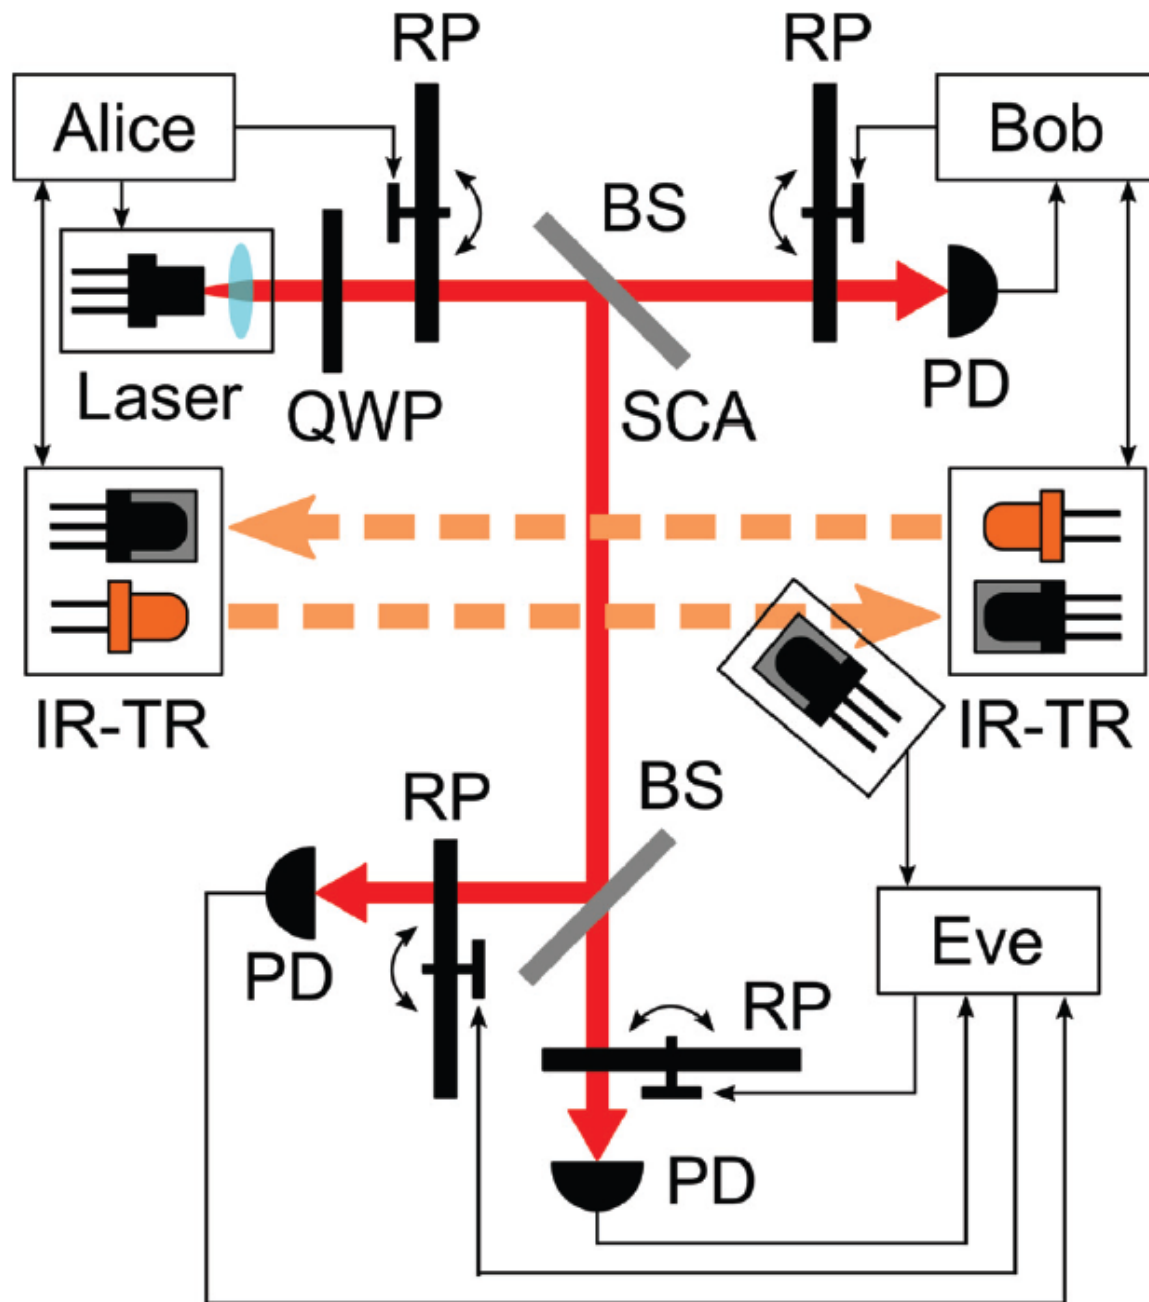 RP
RP
Alice
Bob
BS
Laser
QWP
SCA
PD
IR-TR
IR-TR
RP
BS
PD
Eve
RP
PD